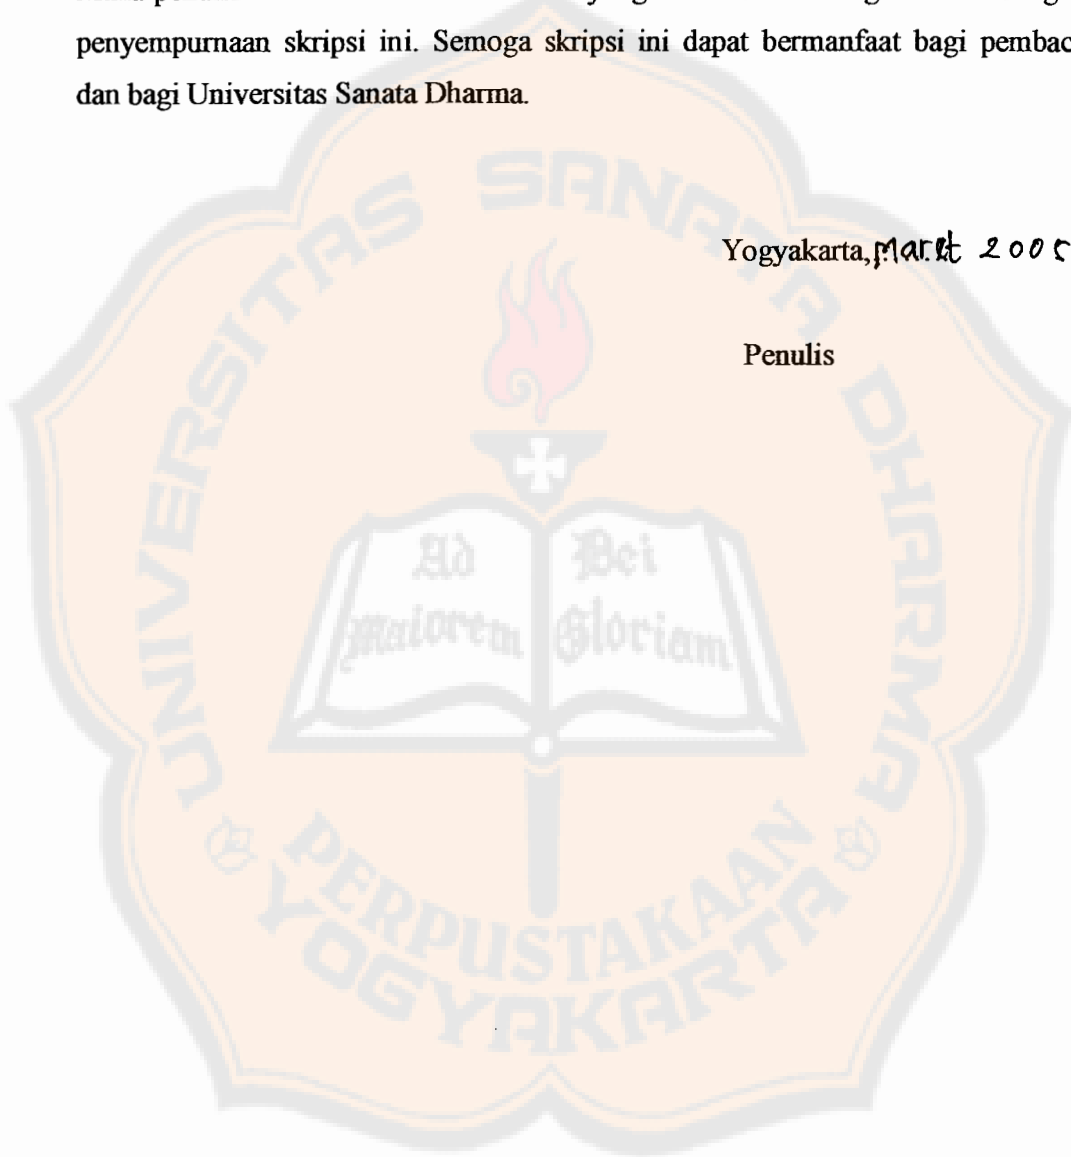 penyempurnaan skripsi ini. Semoga skripsi ini dapat bermanfaat bagi pembac
dan bagi Universitas Sanata Dharma.
UNIVERSITAS SANATA DHARMA
Yogyakarta, Maret 2005
Penulis
Ad
Dei
Maiorem
Gloriam
PERPUSTAKAAN
YOGYAKARTA